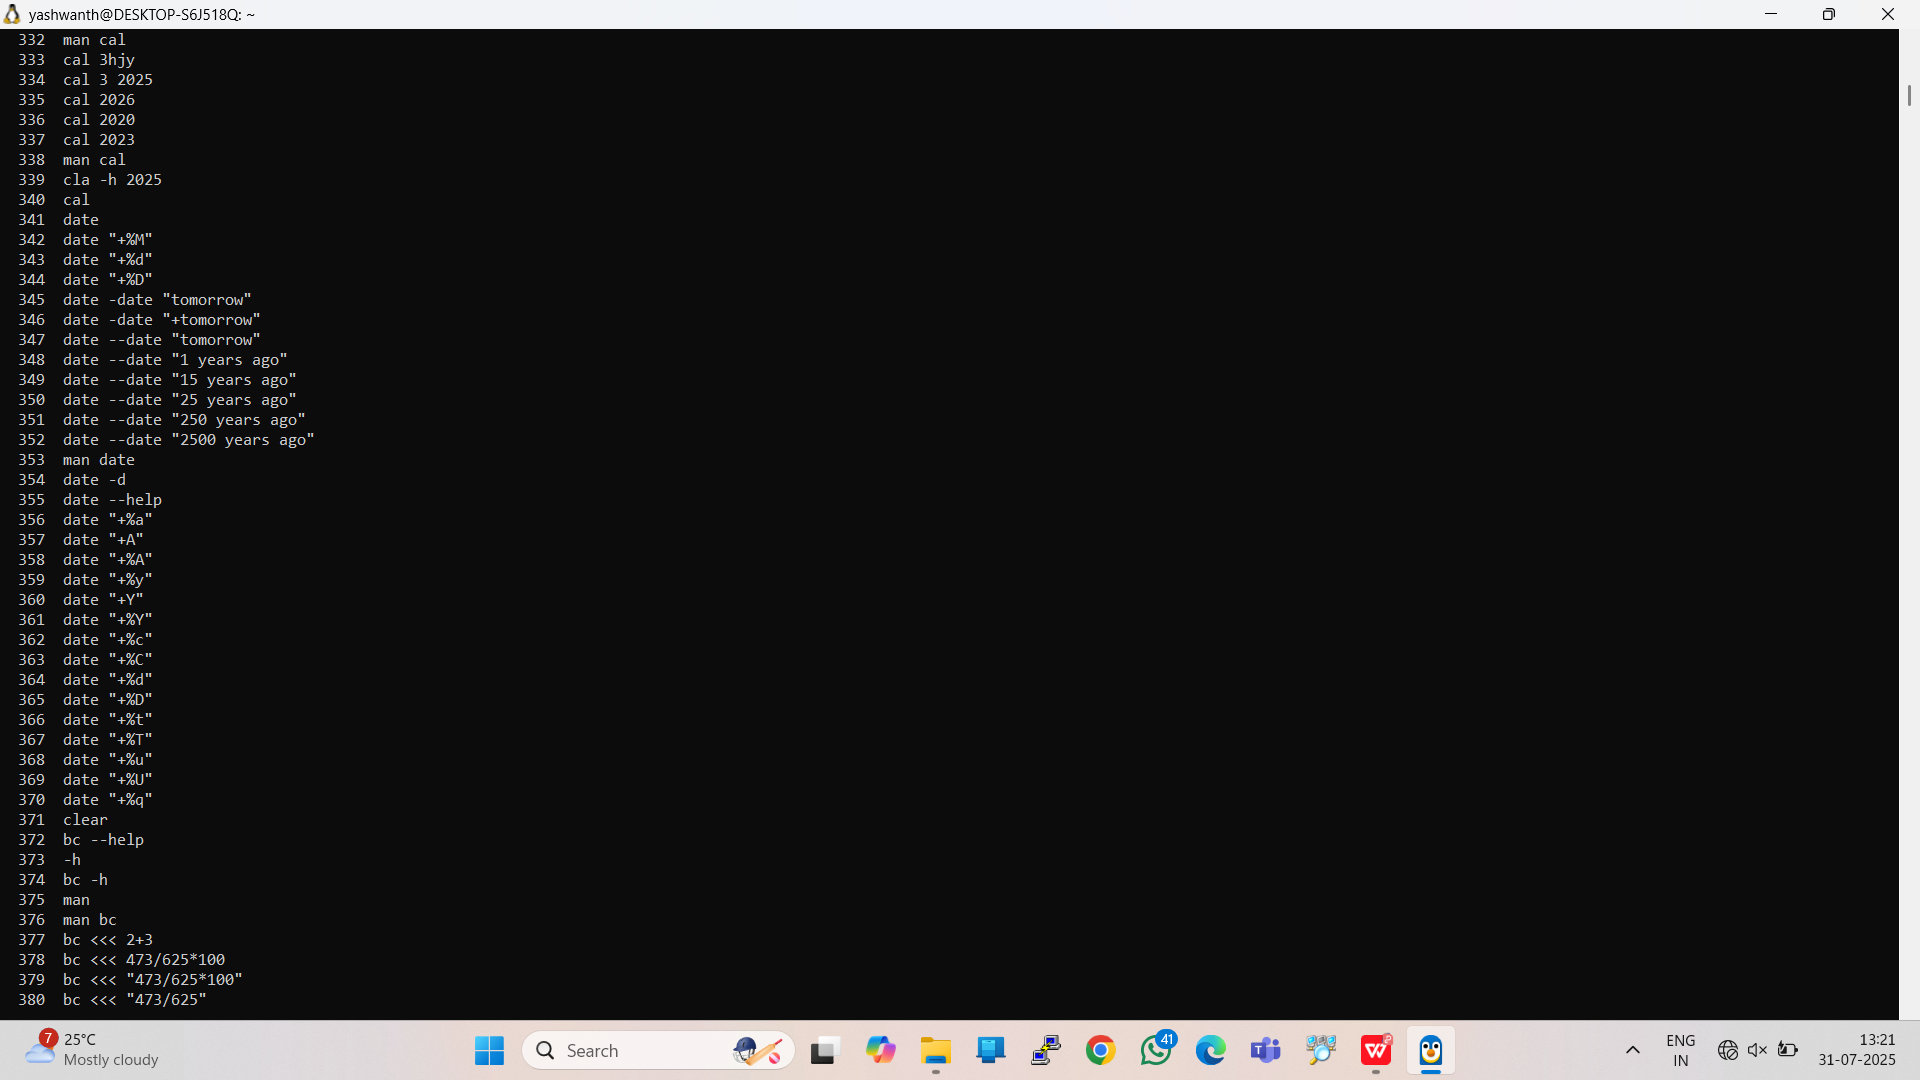 yashwanth@DESKTOP-S6J518Q: ~
332 man cal
333 cal 3hjy
334 cal 3 2025
335 cal 2026
336 cal 2020
337 cal 2023
338 man cal
339 cla -h 2025
340 cal
341 date
342 date "+%M"
343 date "+%d"
344 date "+%D"
345 date -date "tomorrow"
346 date -date "+tomorrow"
347 date --date "tomorrow"
348 date --date "1 years ago"
349 date --date "15 years ago"
350 date --date "25 years ago"
351 date --date "250 years ago"
352 date --date "2500 years ago"
353 man date
354 date -d
355 date --help
356 date "+%a"
357 date "+A"
358 date "+%A"
359 date "+%y"
360 date "+Y"
361 date "+%Y"
362 date "+%c"
363 date "+%C"
364 date "+%d"
365 date "+%D"
366 date "+%t"
367 date "+%T"
368 date "+%u"
369 date "+%U"
370 date "+%q"
371 clear
372 bc --help
373 -h
374 bc -h
375 man
376 man bc
377 bc <<< 2+3
378 bc <<< 473/625*100
379 bc <<< "473/625*100"
380 bc <<< "473/625"
7
25°C
Mostly cloudy
Search
41
ENG
IN
13:21
31-07-2025